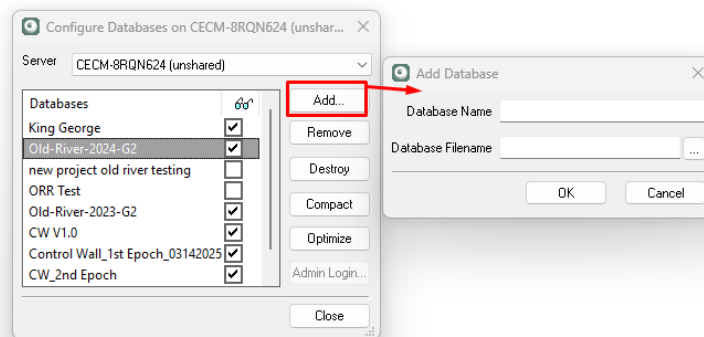 Configure Databases on CECM-8RQN624 (unshar...
Server
CECM-8RQN624 (unshared)
Databases
King George
Old-River-2024-G2
new project old river testing
ORR Test
Old-River-2023-G2
CW V1.0
Control Wall_1st Epoch_03142025
CW_2nd Epoch
Add...
Remove
Destroy
Compact
Optimize
Admin Login...
Close
Add Database
Database Name
Database Filename
...
OK
Cancel